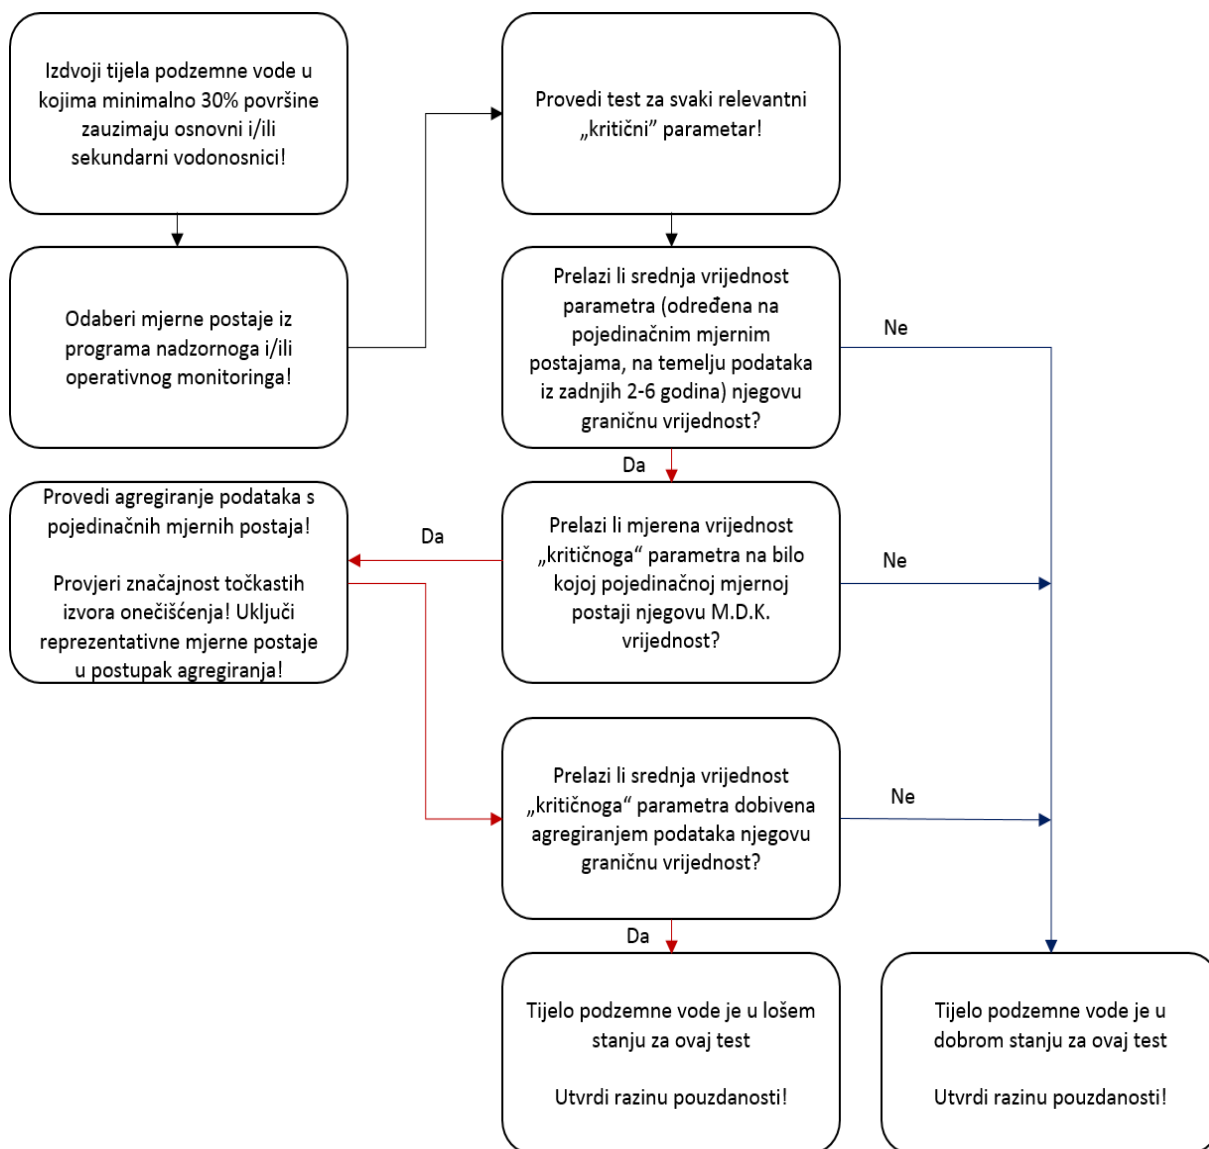 Izdvoji tijela podzemne vode u
kojima minimalno 30% površine
zauzimaju osnovni i/ili
sekundarni vodonosnici!
Odaberi mjerne postaje iz
programa nadzornoga i/ili
operativnog monitoringa!
Provedi test za svaki relevantni
„kritični” parametar!
Prelazi li srednja vrijednost
parametra (određena na
pojedinačnim mjernim
postajama, na temelju podataka
iz zadnjih 2-6 godina) njegovu
graničnu vrijednost?
Ne
Da
Prelazi li mjerena vrijednost
„kritičnoga“ parametra na bilo
kojoj pojedinačnoj mjernoj
postaji njegovu M.D.K.
vrijednost?
Ne
Da
Provedi agregiranje podataka s
pojedinačnih mjernih postaja!
Provjeri značajnost točkastih
izvora onečišćenja! Uključi
reprezentativne mjerne postaje
u postupak agregiranja!
Prelazi li srednja vrijednost
„kritičnoga“ parametra dobivena
agregiranjem podataka njegovu
graničnu vrijednost?
Ne
Da
Tijelo podzemne vode je u lošem
stanju za ovaj test
Utvrdi razinu pouzdanosti!
Tijelo podzemne vode je u
dobrom stanju za ovaj test
Utvrdi razinu pouzdanosti!